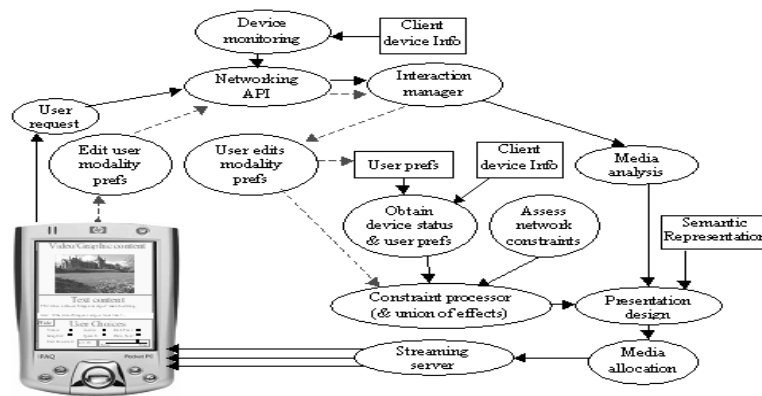 Device
monitoring
Client
device Info
Networking
API
Interaction
manager
User
request
Edit user
modality
prefs
User edits
modality
prefs
User prefs
Client
device Info
Media
analysis
Obtain
device status
& user prefs
Assess
network
constraints
Semantic
Representation
Constraint processor
(& union of effects)
Presentation
design
Streaming
server
Media
allocation
Video/Graphic content
Text content
User Choices
iPAQ
Pocket PC